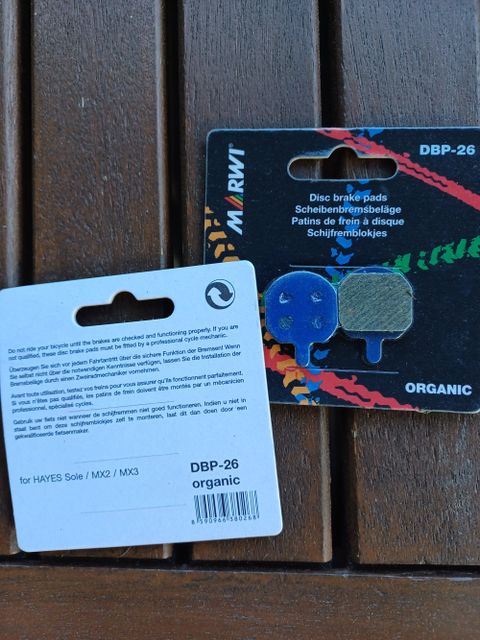 MARWI
DBP-26
Disc brake pads
Scheibenbremsbeläge
Patins de frein à disque
Schijfremblokjes
ORGANIC
Do not ride your bicycle until the brakes are checked and functioning properly. If you are
not qualified, these disc brake pads must be fitted by a professional cycle mechanic.
Überzeugen Sie sich vor jedem Fahrtantritt über die sichere Funktion der Bremsen! Wenn
Sie selbst nicht über die notwendigen Kenntnisse verfügen, lassen Sie die Installation der
Bremsbeläge durch einen Zweiradmechaniker vornehmen.
Avant toute utilisation, testez vos freins pour vous assurer qu'ils fonctionnent parfaitement.
Si vous n'êtes pas qualifiés, les patins de frein doivent être montés par un mécanicien
professionel, spécialisé cycles.
Gebruik uw fiets niet wanneer de schijfremmen niet goed functioneren. Indien u niet in
staat bent om deze schijfremblokjes zelf te monteren, laat dit dan doen door een
gekwalificeerde fietsenmaker.
for HAYES Sole / MX2 / MX3
DBP-26
organic
8 590966 580268